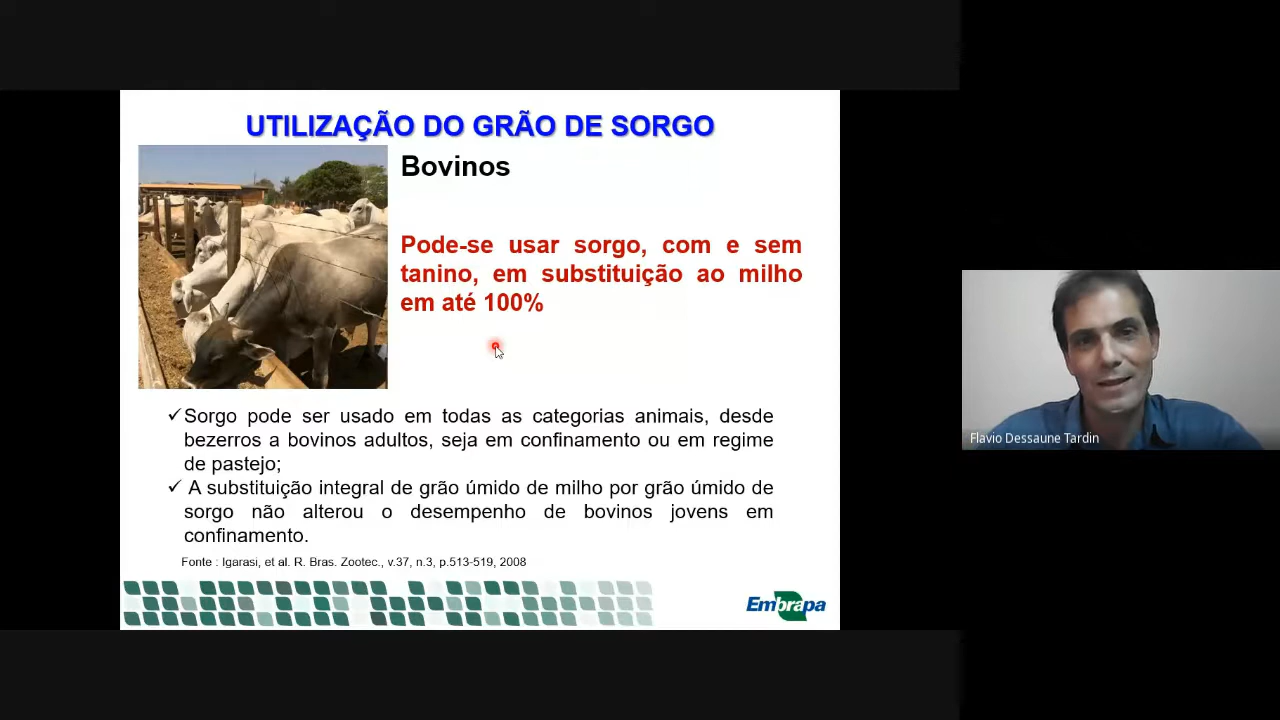 UTILIZAÇÃO DO GRÃO DE SORGO
Bovinos
Pode-se usar sorgo, com e sem
tanino, em substituição ao milho
em até 100%
✓Sorgo pode ser usado em todas as categorias animais, desde
bezerros a bovinos adultos, seja em confinamento ou em regime
de pastejo;
✓ A substituição integral de grão úmido de milho por grão úmido de
sorgo não alterou o desempenho de bovinos jovens em
confinamento.
Fonte : Igarasi, et al. R. Bras. Zootec., v.37, n.3, p.513-519, 2008
Embrapa
Flavio Dessaune Tardin